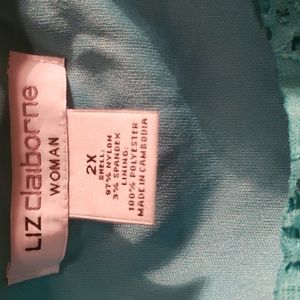 LIZ claiborne
WOMAN
2X
SHELL:
97% NYLON
3% SPANDEX
LINING:
100% POLYESTER
MADE IN CAMBODIA